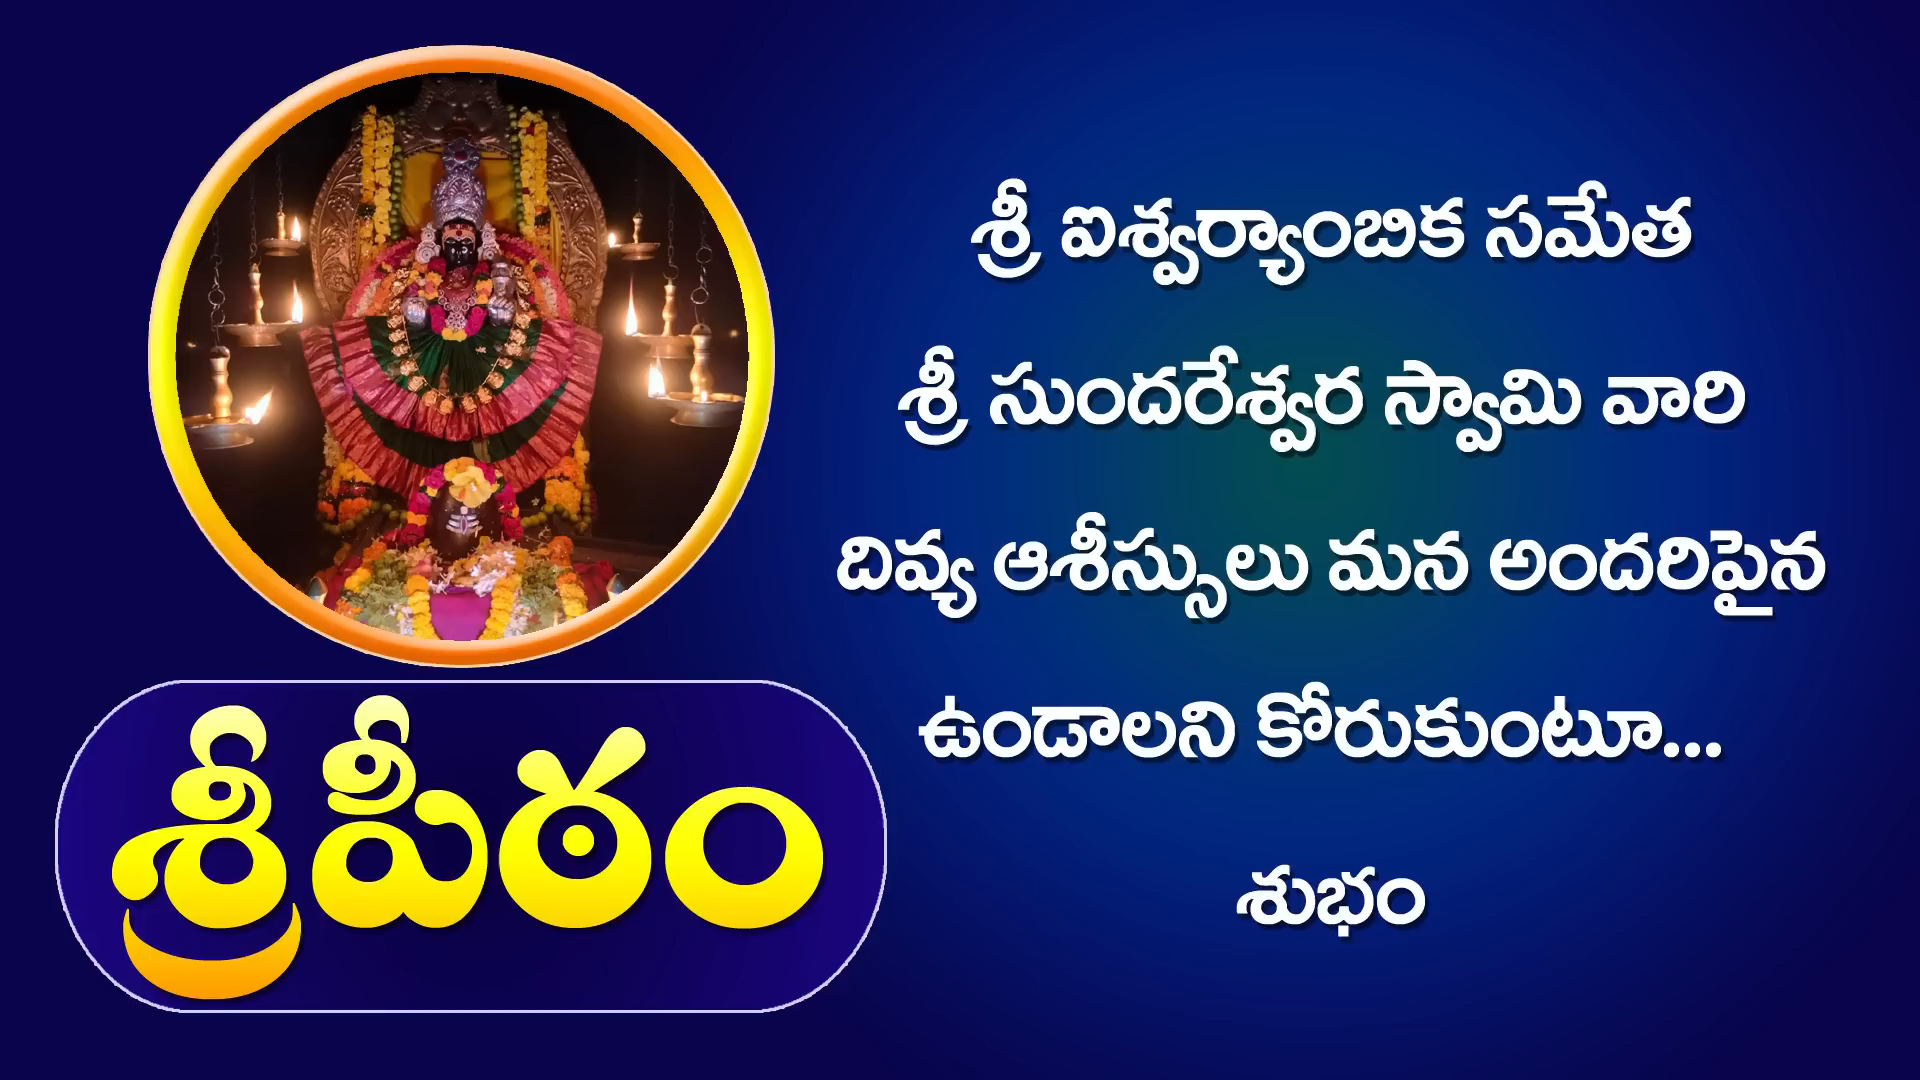 శ్రీ ఐశ్వర్యాంబిక సమేత
శ్రీ సుందరేశ్వర స్వామి వారి
దివ్య ఆశీస్సులు మన అందరిపైన
ఉండాలని కోరుకుంటూ...
శుభం
శ్రీపీఠం